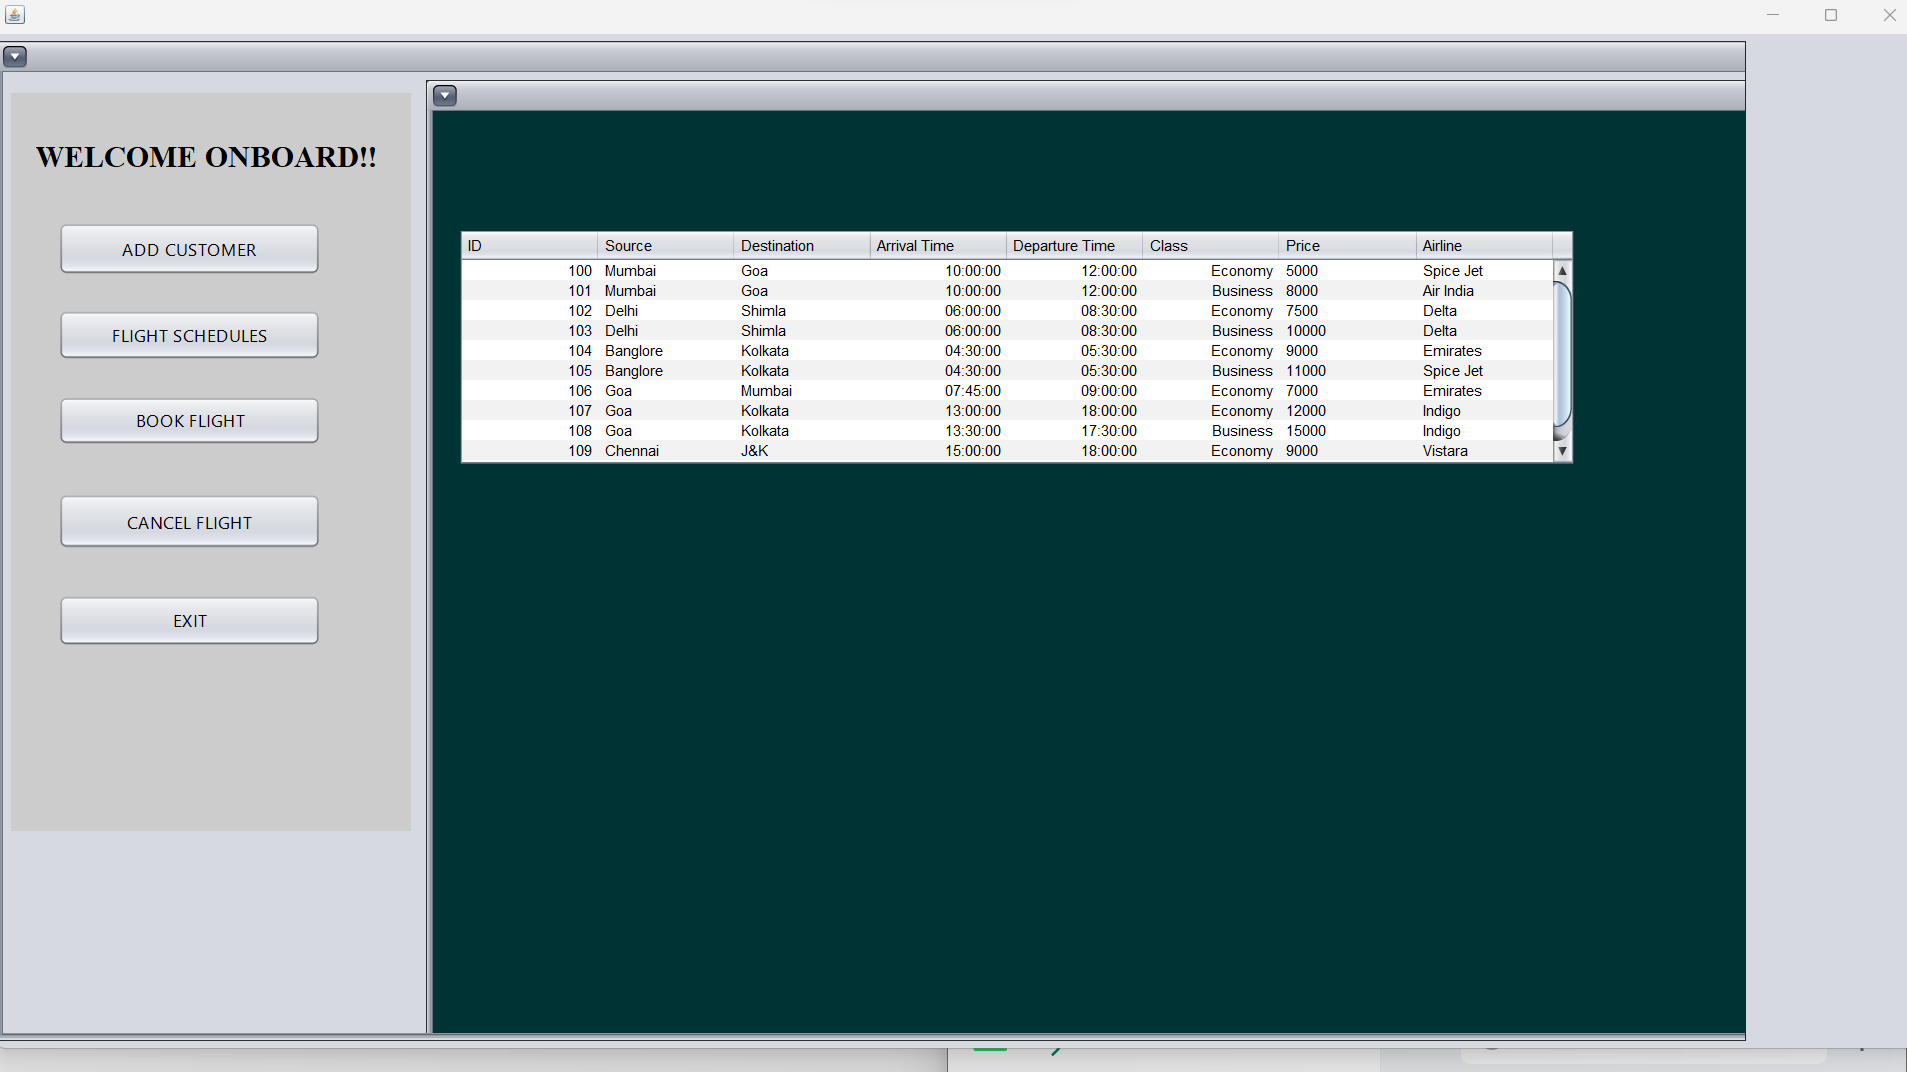 WELCOME ONBOARD!!
ADD CUSTOMER
FLIGHT SCHEDULES
BOOK FLIGHT
CANCEL FLIGHT
EXIT
ID Source Destination Arrival Time Departure Time Class Price Airline
100 Mumbai Goa 10:00:00 12:00:00 Economy 5000 Spice Jet
101 Mumbai Goa 10:00:00 12:00:00 Business 8000 Air India
102 Delhi Shimla 06:00:00 08:30:00 Economy 7500 Delta
103 Delhi Shimla 06:00:00 08:30:00 Business 10000 Delta
104 Banglore Kolkata 04:30:00 05:30:00 Economy 9000 Emirates
105 Banglore Kolkata 04:30:00 05:30:00 Business 11000 Spice Jet
106 Goa Mumbai 07:45:00 09:00:00 Economy 7000 Emirates
107 Goa Kolkata 13:00:00 18:00:00 Economy 12000 Indigo
108 Goa Kolkata 13:30:00 17:30:00 Business 15000 Indigo
109 Chennai J&K 15:00:00 18:00:00 Economy 9000 Vistara